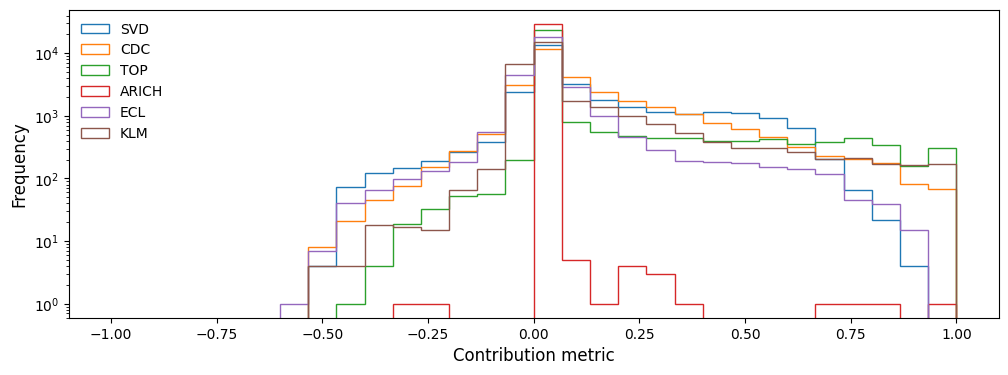 SVD
CDC
TOP
ARICH
ECL
KLM
Frequency
10⁴
10³
10²
10¹
10⁰
−1.00 −0.75 −0.50 −0.25 0.00 0.25 0.50 0.75 1.00
Contribution metric